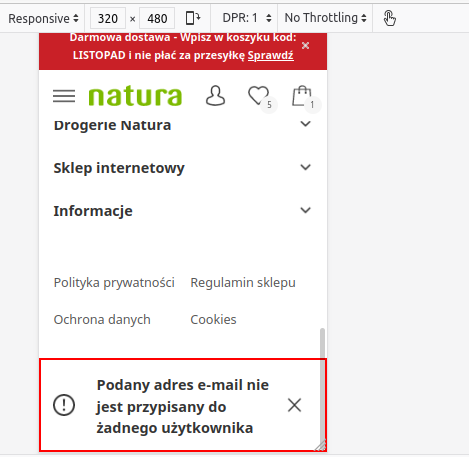 Responsive 320 × 480 DPR: 1 No Throttling
Darmowa dostawa - Wpisz w koszyku kod:
LISTOPAD i nie płać za przesyłkę Sprawdź ×
natura 5 1
Drogerie Natura
Sklep internetowy
Informacje
Polityka prywatności Regulamin sklepu
Ochrona danych Cookies
Podany adres e-mail nie
jest przypisany do
żadnego użytkownika